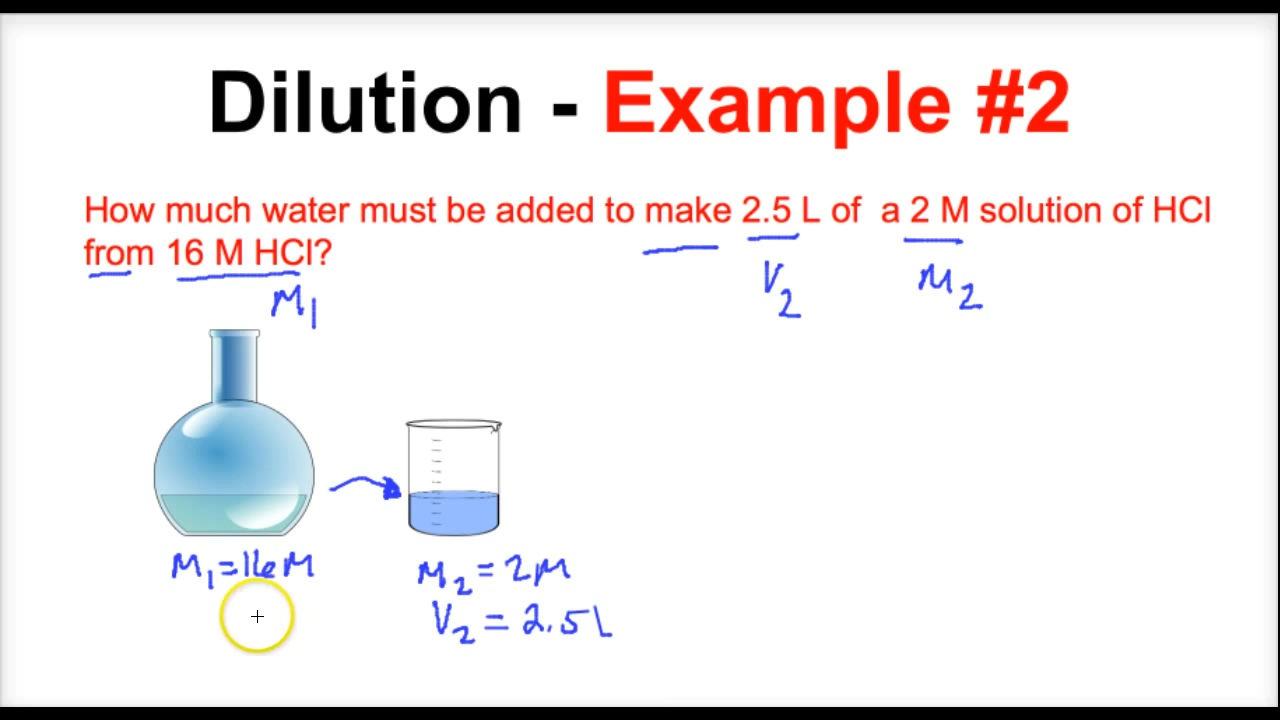 Dilution - Example #2
How much water must be added to make 2.5 L of a 2 M solution of HCl
from 16 M HCl?
V2
M2
M1
M1 = 16 M
M2 = 2M
V2 = 2.5 L